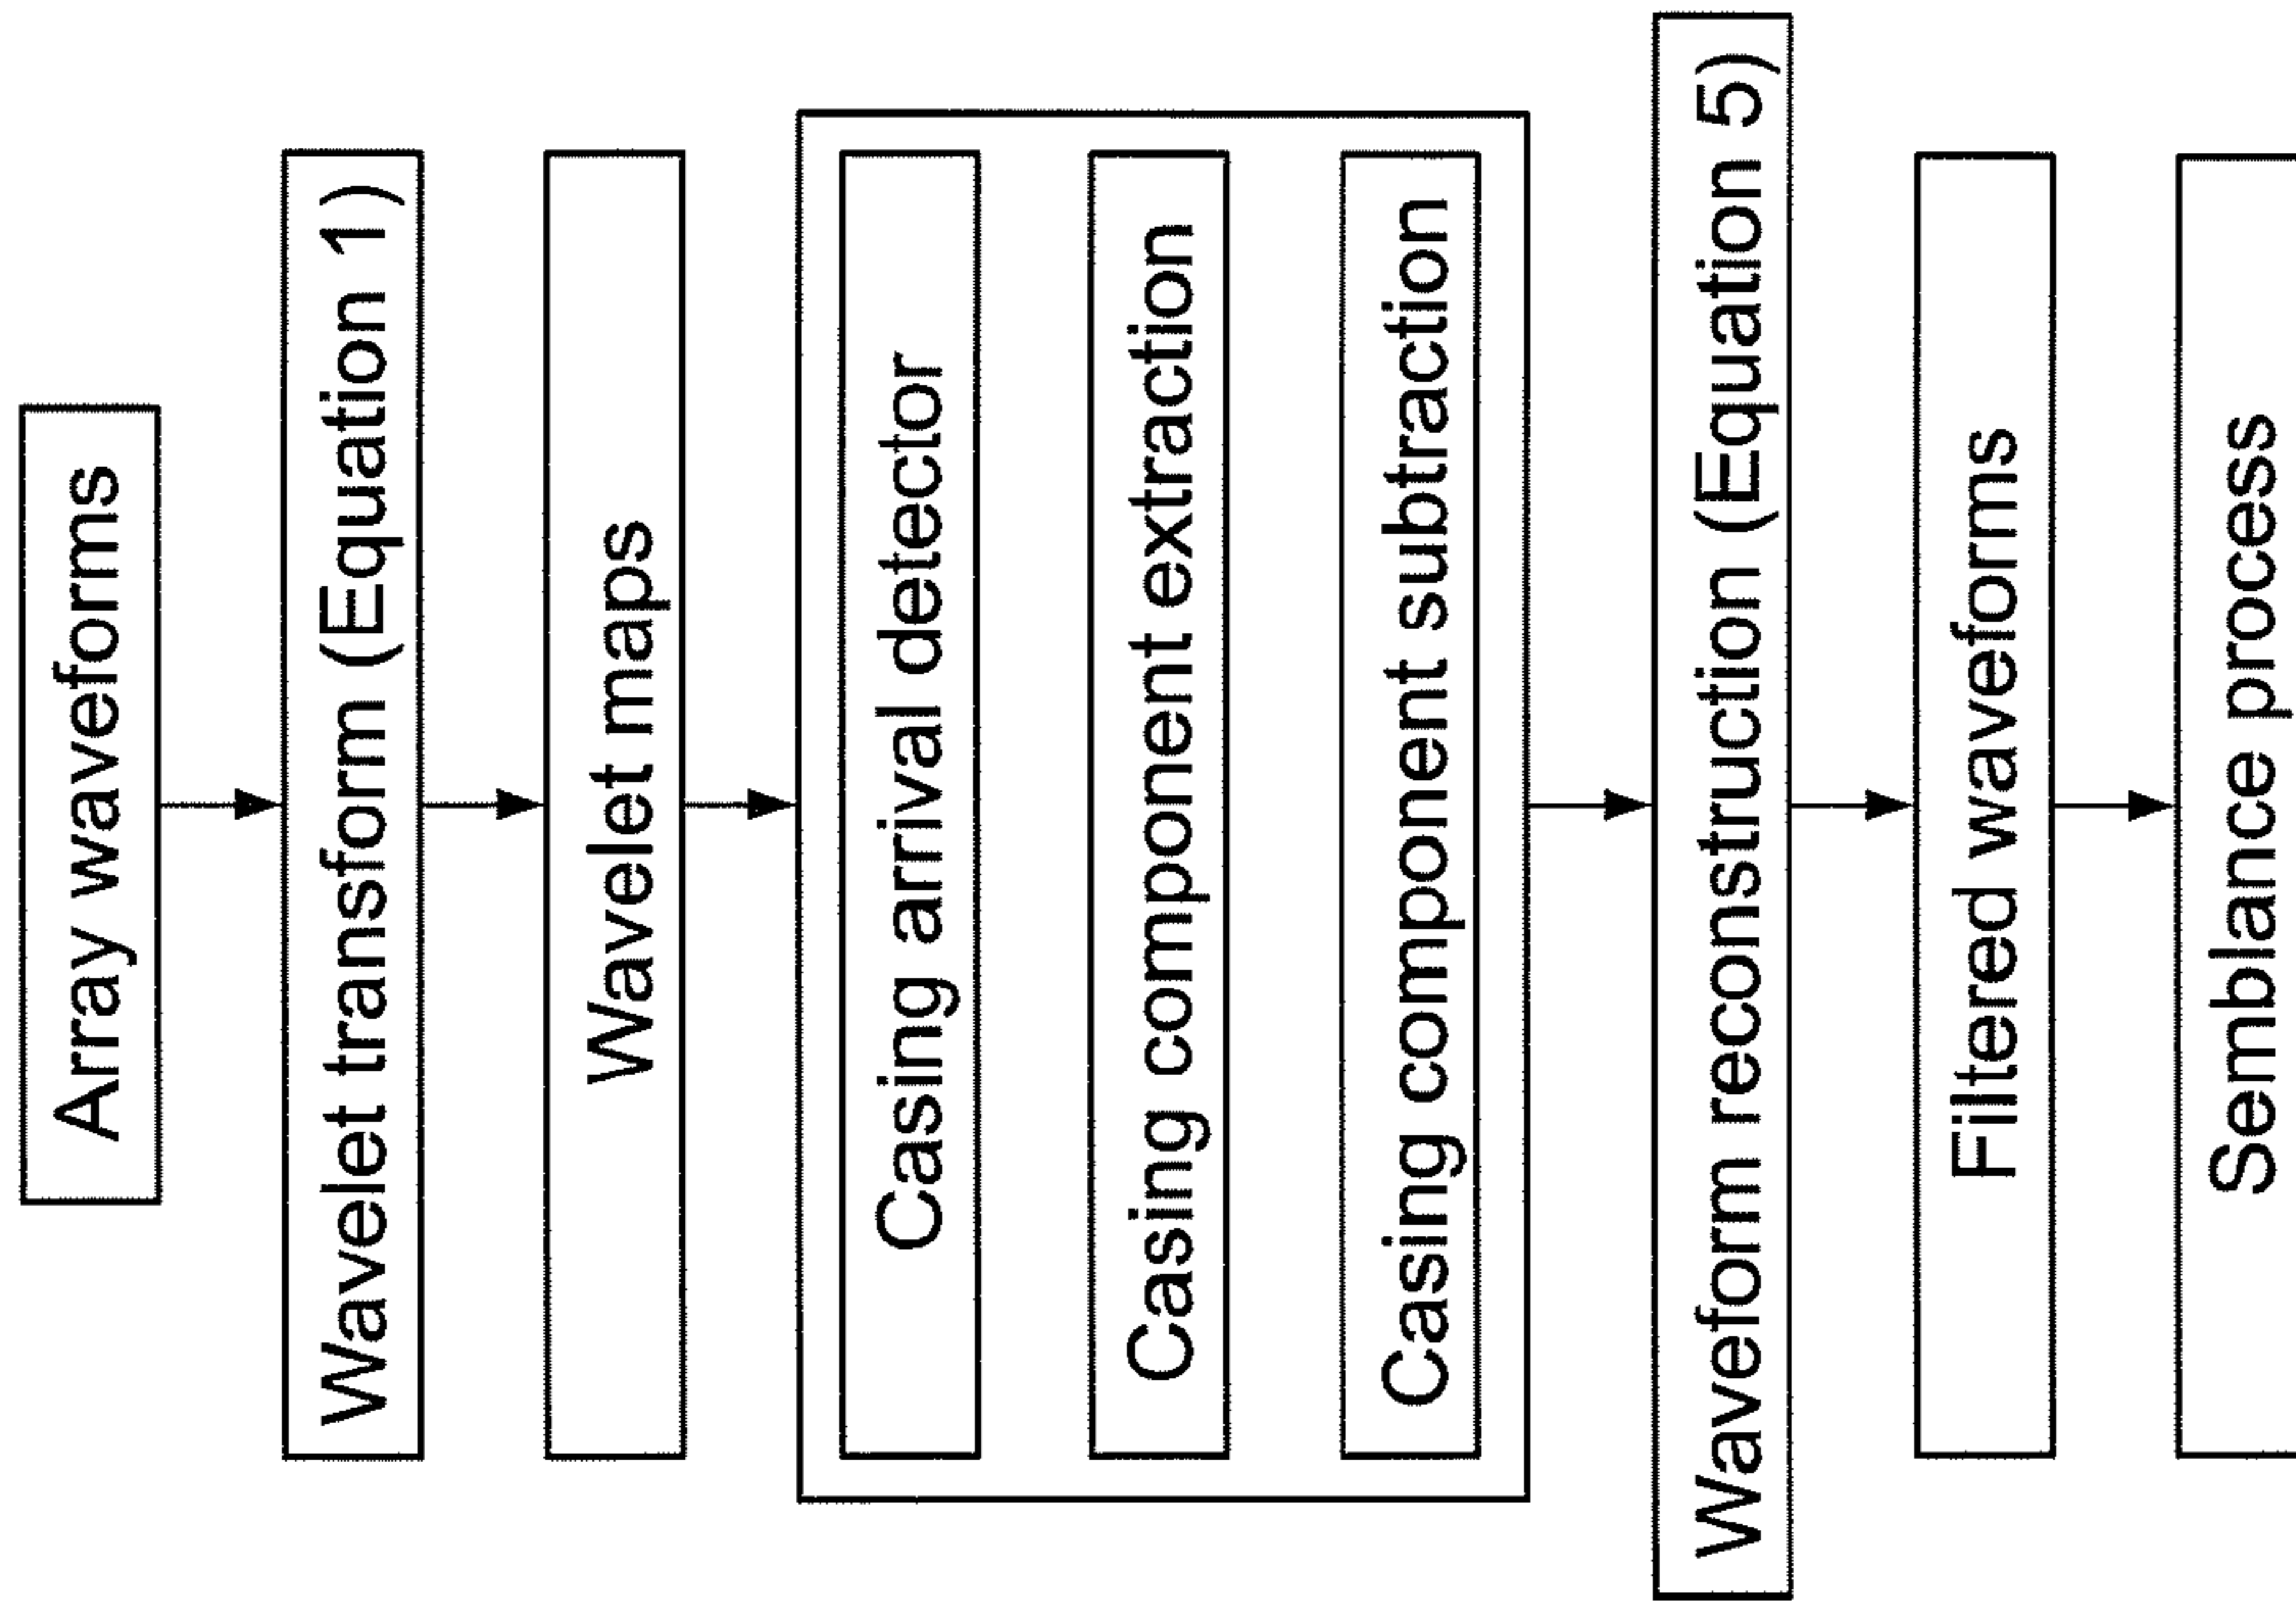 Array waveforms
Wavelet transform (Equation 1)
Wavelet maps
Casing arrival detector
Casing component extraction
Casing component subtraction
Waveform reconstruction (Equation 5)
Filtered waveforms
Semblance process